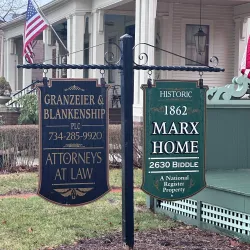 GRANZEIER &
BLANKENSHIP
PLC
734-285-9920
ATTORNEYS
AT LAW
HISTORIC
1862
MARX
HOME
2630 BIDDLE
A National
Register
Property